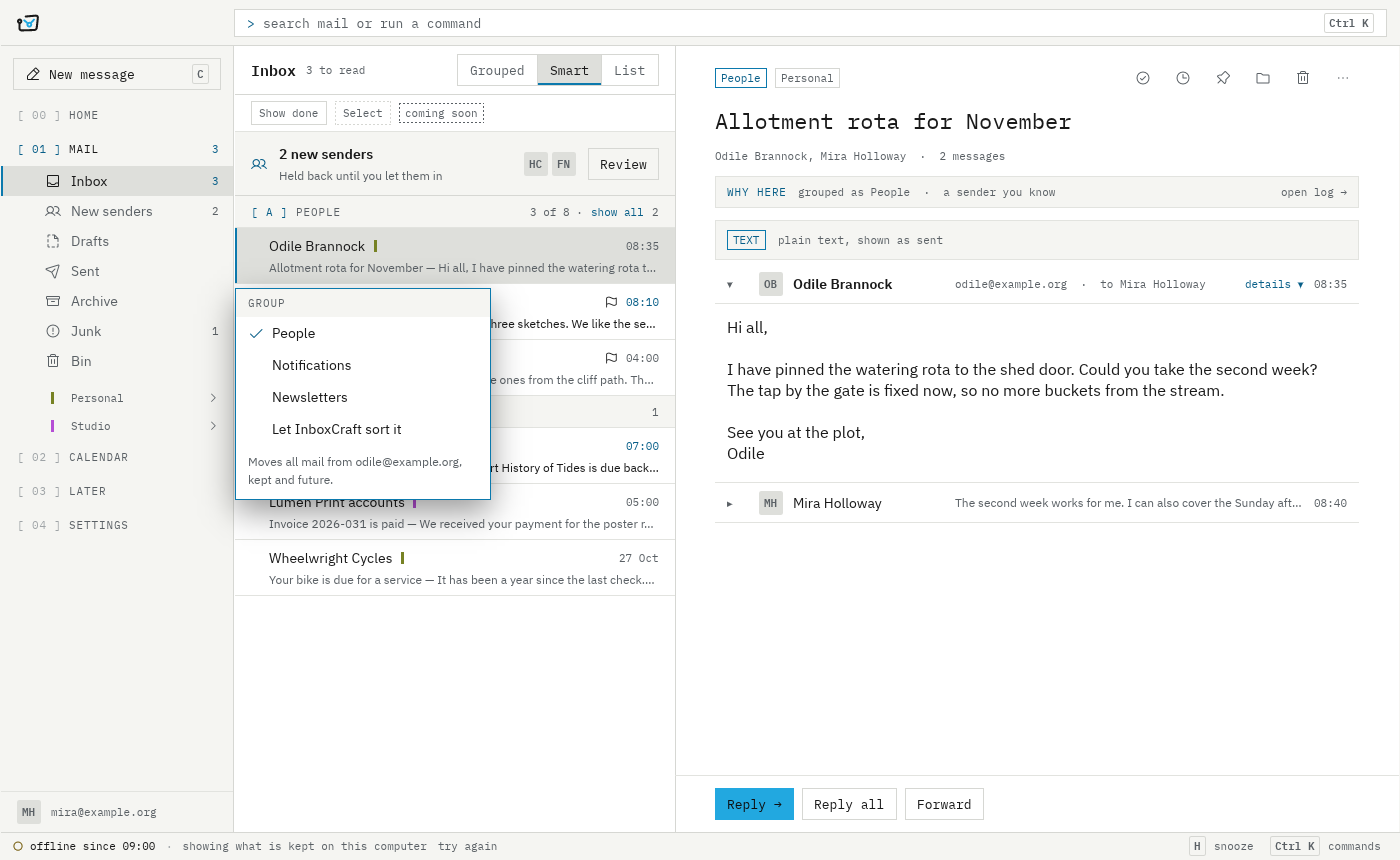 > search mail or run a command Ctrl K
New message C
[ 00 ] HOME
[ 01 ] MAIL 3
Inbox 3
New senders 2
Drafts
Sent
Archive
Junk 1
Bin
Personal
Studio
[ 02 ] CALENDAR
[ 03 ] LATER
[ 04 ] SETTINGS
MH mira@example.org
Inbox 3 to read Grouped Smart List
Show done Select coming soon
2 new senders
Held back until you let them in
HC FN Review
[ A ] PEOPLE 3 of 8 · show all 2
Odile Brannock 08:35
Allotment rota for November — Hi all, I have pinned the watering rota t…
GROUP
People
Notifications
Newsletters
Let InboxCraft sort it
Moves all mail from odile@example.org,
kept and future.
08:10
hree sketches. We like the se…
04:00
e ones from the cliff path. Th…
1
07:00
rt History of Tides is due back…
Lumen Print accounts 05:00
Invoice 2026-031 is paid — We received your payment for the poster r…
Wheelwright Cycles 27 Oct
Your bike is due for a service — It has been a year since the last check.…
People Personal
Allotment rota for November
Odile Brannock, Mira Holloway · 2 messages
WHY HERE grouped as People · a sender you know open log →
TEXT plain text, shown as sent
▾ OB Odile Brannock odile@example.org · to Mira Holloway details ▾ 08:35
Hi all,
I have pinned the watering rota to the shed door. Could you take the second week?
The tap by the gate is fixed now, so no more buckets from the stream.
See you at the plot,
Odile
▸ MH Mira Holloway The second week works for me. I can also cover the Sunday aft… 08:40
Reply → Reply all Forward
offline since 09:00 · showing what is kept on this computer try again
H snooze Ctrl K commands